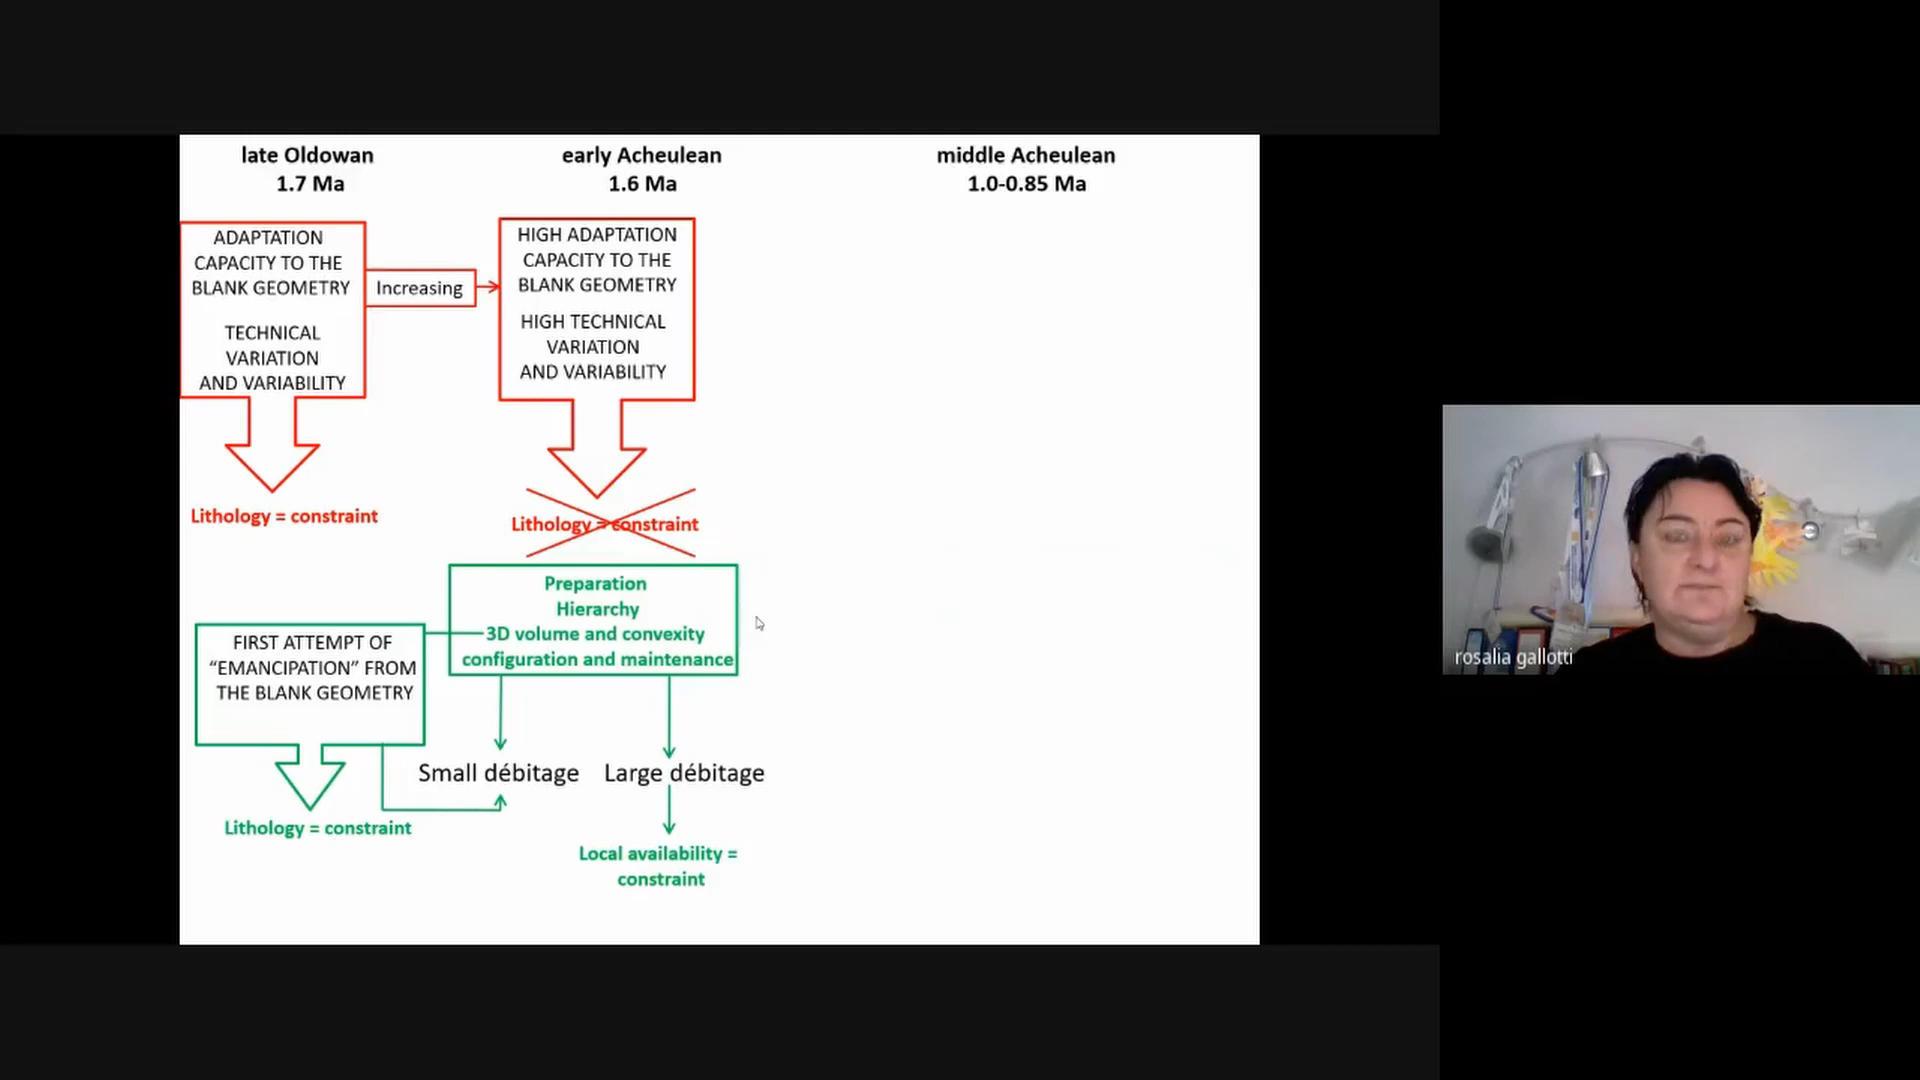 late Oldowan
1.7 Ma
early Acheulean
1.6 Ma
middle Acheulean
1.0-0.85 Ma
ADAPTATION
CAPACITY TO THE
BLANK GEOMETRY
TECHNICAL
VARIATION
AND VARIABILITY
Increasing
HIGH ADAPTATION
CAPACITY TO THE
BLANK GEOMETRY
HIGH TECHNICAL
VARIATION
AND VARIABILITY
Lithology = constraint
Lithology = constraint
Preparation
Hierarchy
3D volume and convexity
configuration and maintenance
FIRST ATTEMPT OF
“EMANCIPATION” FROM
THE BLANK GEOMETRY
Small débitage
Large débitage
Lithology = constraint
Local availability =
constraint
rosalia gallotti